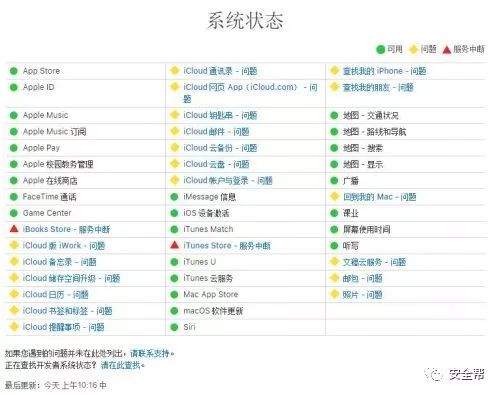 系统状态
可用 问题 服务中断
App Store
Apple ID
Apple Music
Apple Music 订阅
Apple Pay
Apple 校园教务管理
Apple 在线商店
FaceTime 通话
Game Center
iBooks Store - 服务中断
iCloud 版 iWork - 问题
iCloud 备忘录 - 问题
iCloud 储存空间升级 - 问题
iCloud 日历 - 问题
iCloud 书签和标签 - 问题
iCloud 提醒事项 - 问题
iCloud 通讯录 - 问题
iCloud 网页 App（iCloud.com）- 问
题
iCloud 钥匙串 - 问题
iCloud 邮件 - 问题
iCloud 云备份 - 问题
iCloud 云盘 - 问题
iCloud 帐户与登录 - 问题
iMessage 信息
iOS 设备激活
iTunes Match
iTunes Store - 服务中断
iTunes U
iTunes 云服务
Mac App Store
macOS 软件更新
Siri
查找我的 iPhone - 问题
查找我的朋友 - 问题
地图 - 交通状况
地图 - 路线和导航
地图 - 搜索
地图 - 显示
广播
回到我的 Mac - 问题
课业
屏幕使用时间
听写
文稿云服务 - 问题
邮包 - 问题
照片 - 问题
如果您遇到的问题并未在此处列出，请联系支持。
正在查找开发者系统状态？请在此查找。
最后更新：今天 上午10:16 中
安全帮